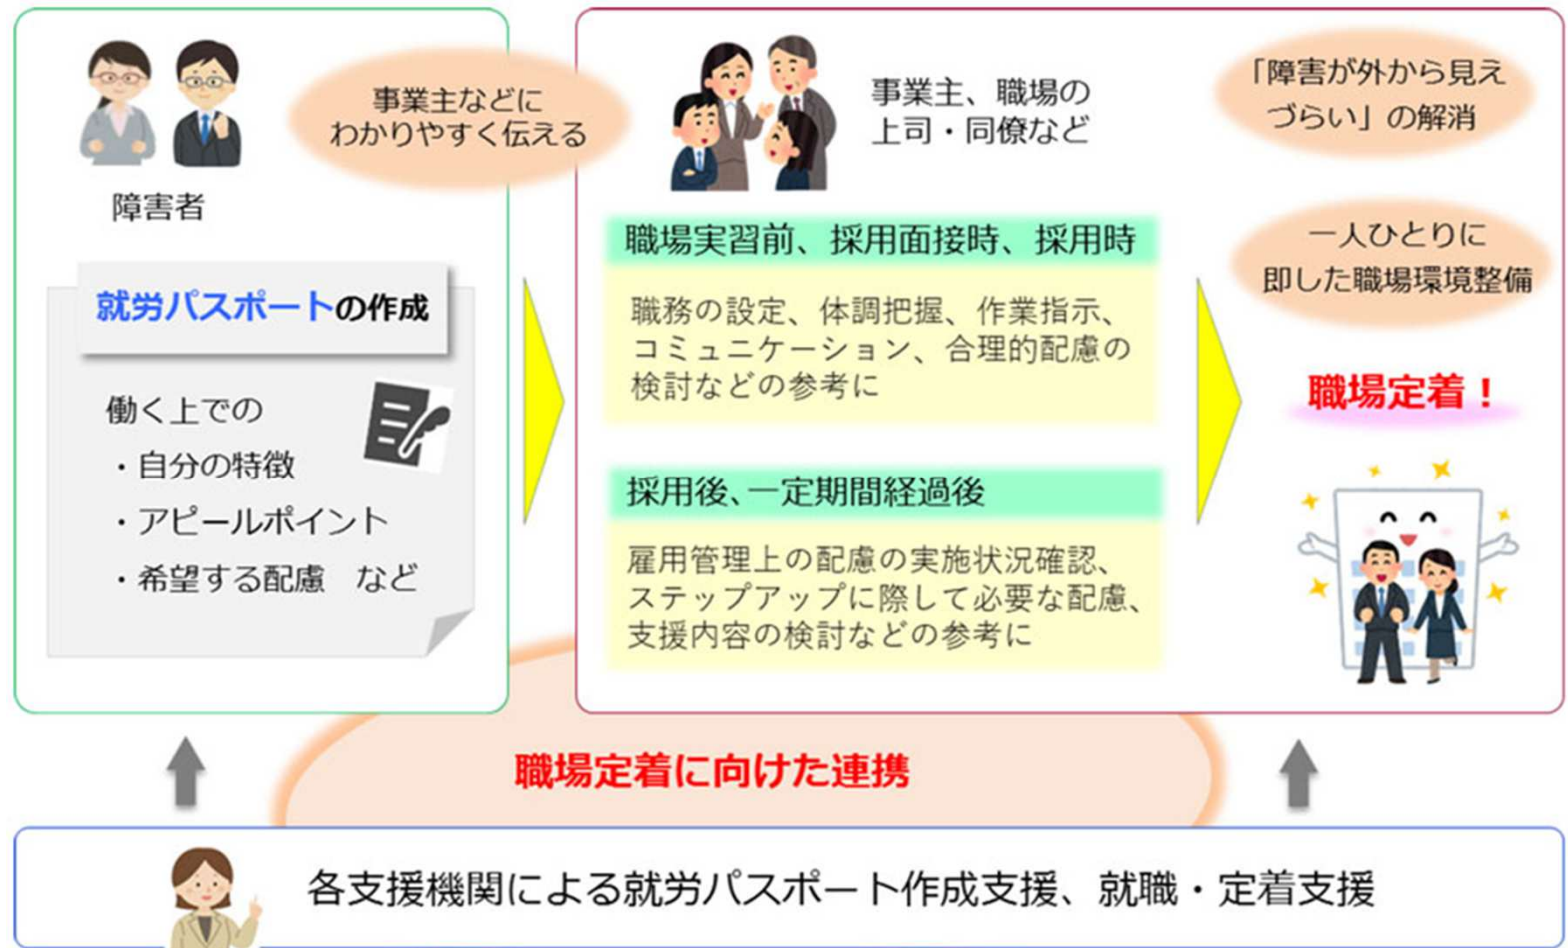 障害者
事業主などに
わかりやすく伝える
就労パスポートの作成
働く上での
・自分の特徴
・アピールポイント
・希望する配慮　など
事業主、職場の
上司・同僚など
職場実習前、採用面接時、採用時
職務の設定、体調把握、作業指示、
コミュニケーション、合理的配慮の
検討などの参考に
採用後、一定期間経過後
雇用管理上の配慮の実施状況確認、
ステップアップに際して必要な配慮、
支援内容の検討などの参考に
「障害が外から見え
づらい」の解消
一人ひとりに
即した職場環境整備
職場定着！
職場定着に向けた連携
各支援機関による就労パスポート作成支援、就職・定着支援